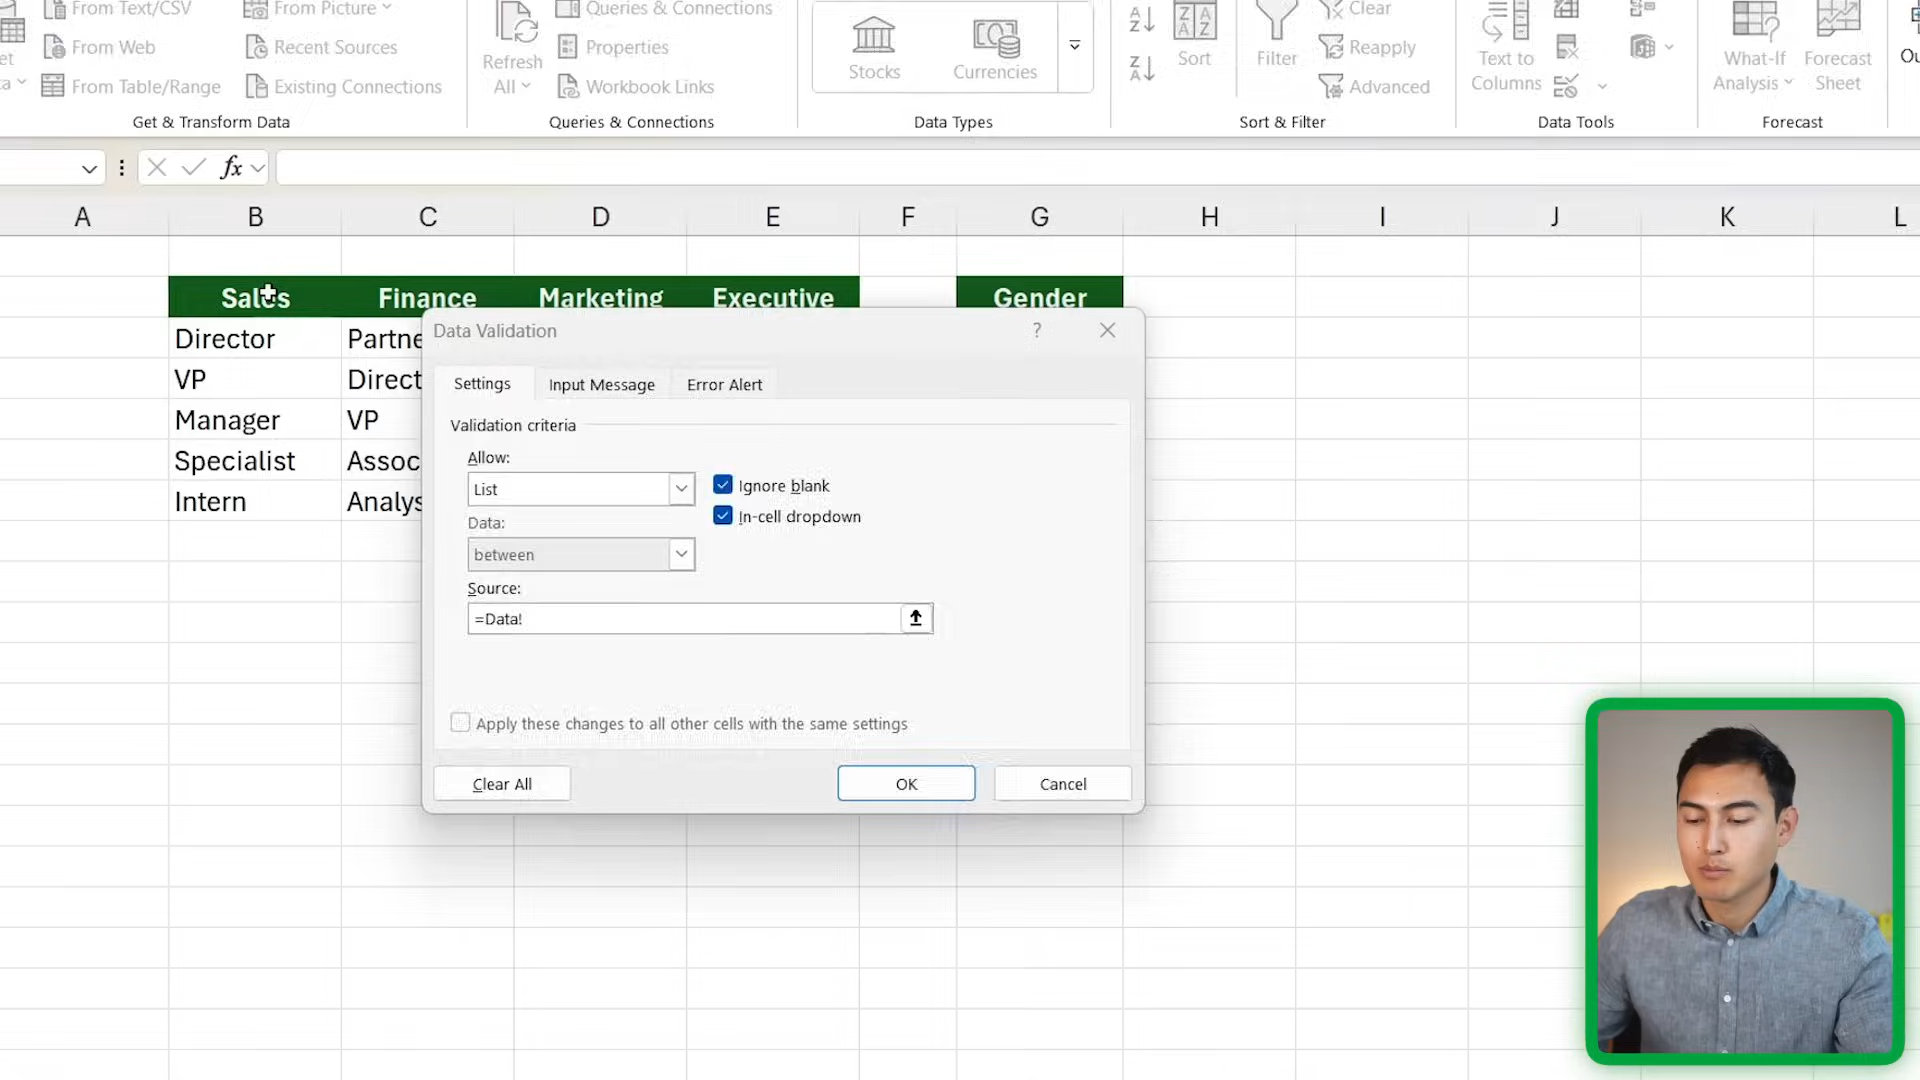 From Text/CSV
From Picture
Queries & Connections
Clear
From Web
Recent Sources
Refresh
All
Properties
Stocks
Currencies
Sort
Filter
Reapply
Text to
Columns
What-If
Analysis
Forecast
Sheet
From Table/Range
Existing Connections
Workbook Links
Advanced
Get & Transform Data
Queries & Connections
Data Types
Sort & Filter
Data Tools
Forecast
fx
A B C D E F G H I J K L
Sales Finance Marketing Executive Gender
Director Partne
VP Direct
Manager VP
Specialist Assoc
Intern Analys
Data Validation ?
Settings Input Message Error Alert
Validation criteria
Allow:
List
Ignore blank
In-cell dropdown
Data:
between
Source:
=Data!
Apply these changes to all other cells with the same settings
Clear All OK Cancel